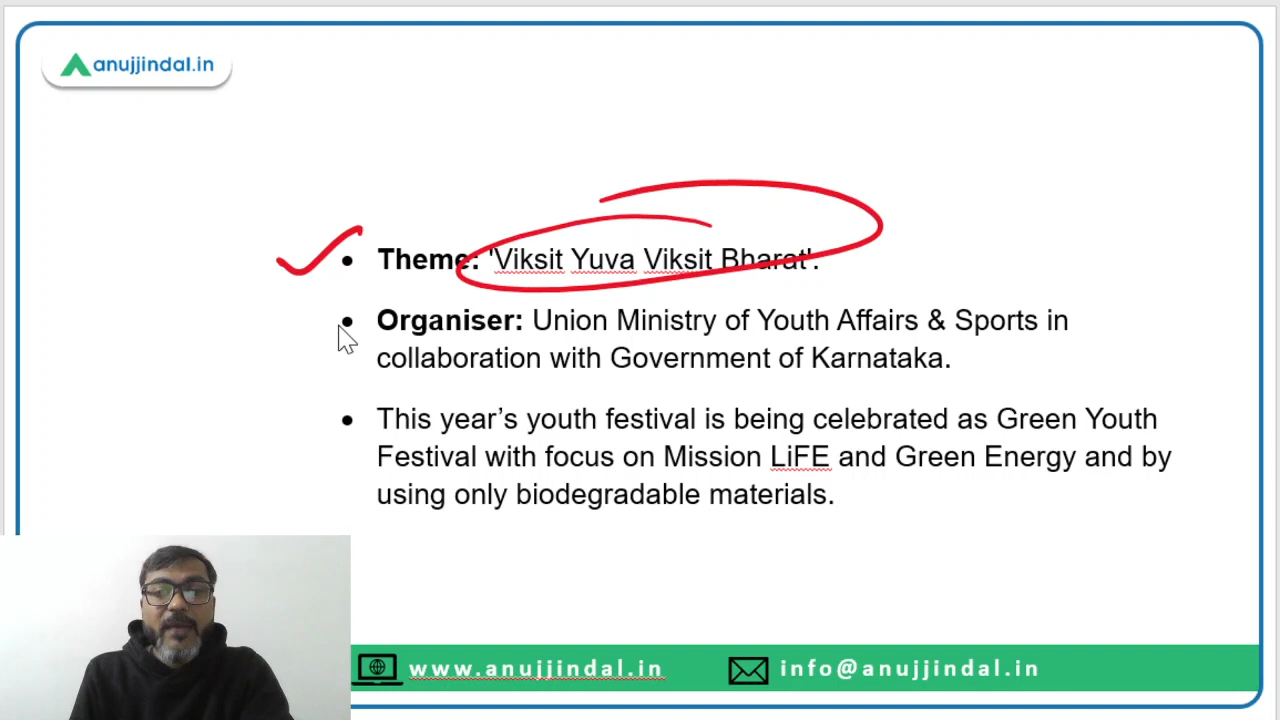 anujjindal.in
• Theme: 'Viksit Yuva Viksit Bharat'.
• Organiser: Union Ministry of Youth Affairs & Sports in
collaboration with Government of Karnataka.
• This year’s youth festival is being celebrated as Green Youth
Festival with focus on Mission LiFE and Green Energy and by
using only biodegradable materials.
www.anujjindal.in info@anujjindal.in